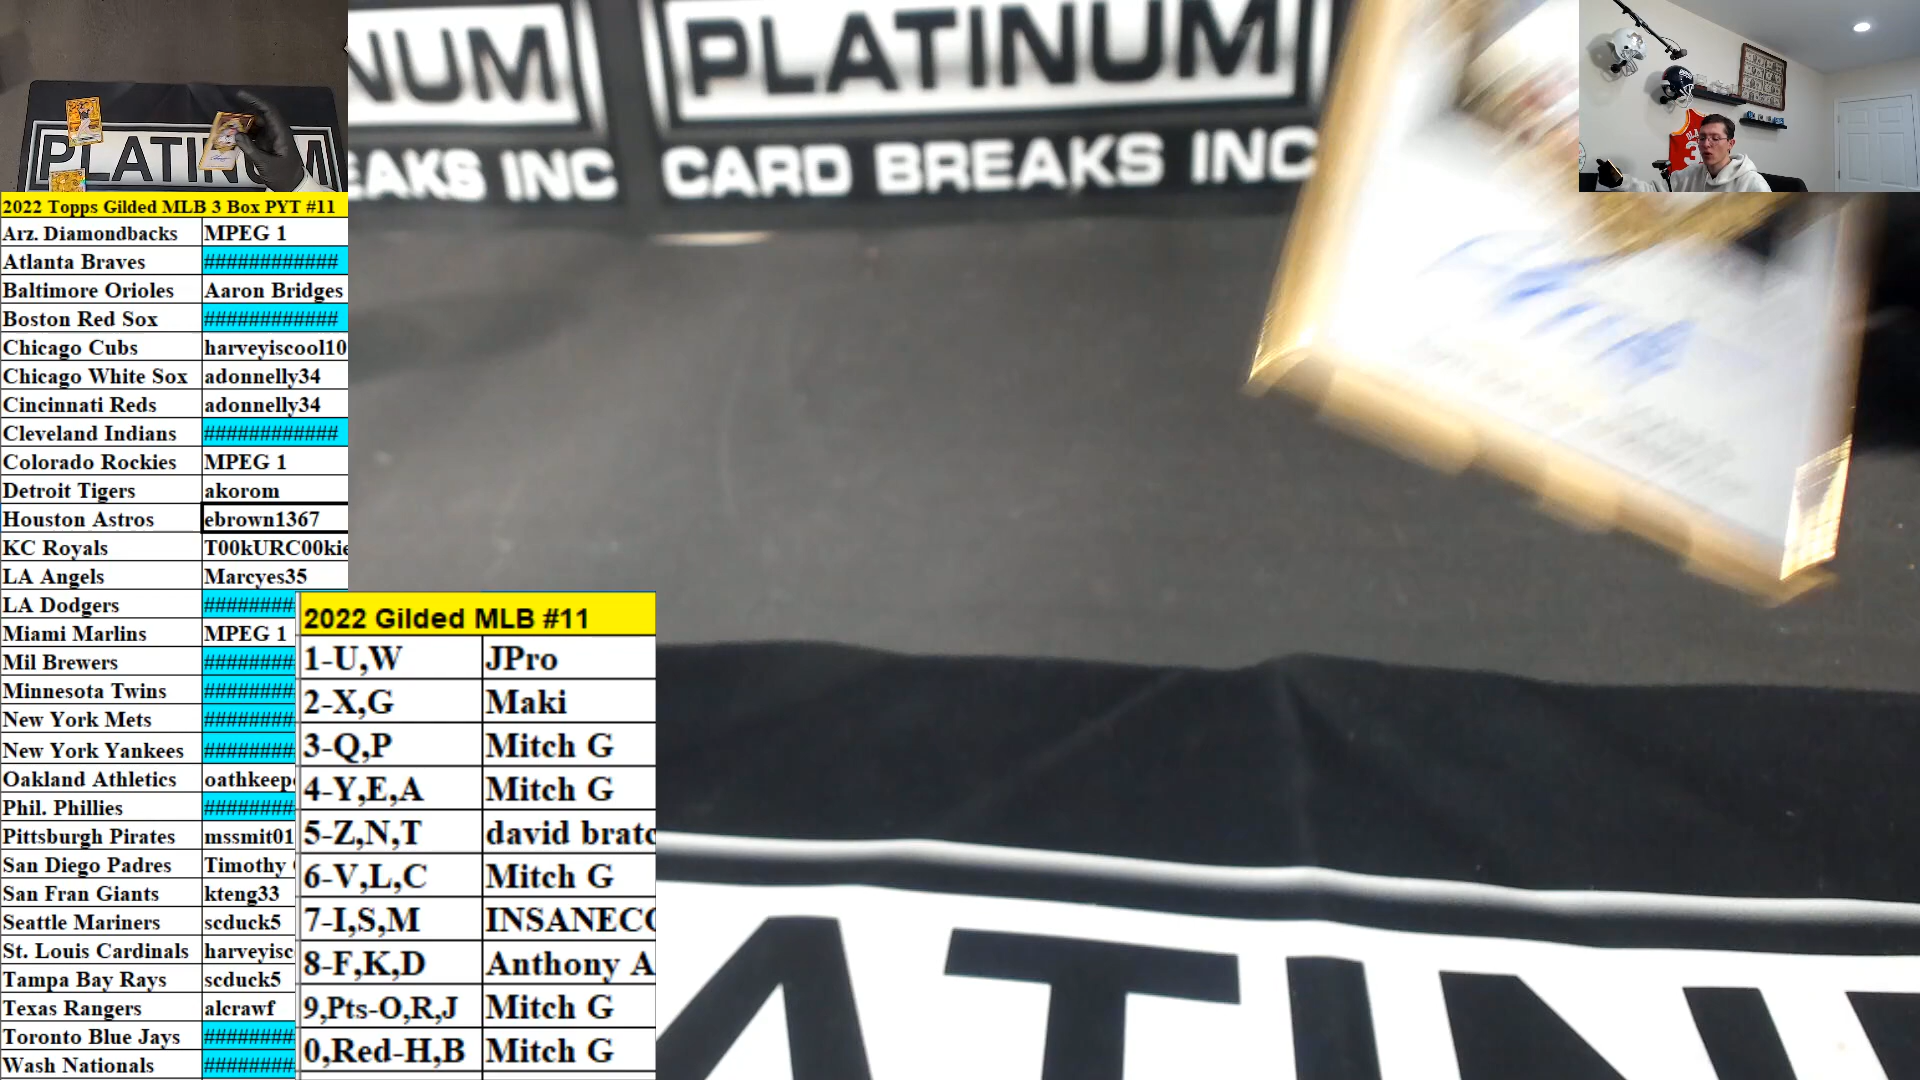 NUM
PLATINUM
EAKS INC
CARD BREAKS INC
PLATINUM
2022 Topps Gilded MLB 3 Box PYT #11
Arz. Diamondbacks MPEG 1
Atlanta Braves ############
Baltimore Orioles Aaron Bridges
Boston Red Sox ############
Chicago Cubs harveyiscool10
Chicago White Sox adonnelly34
Cincinnati Reds adonnelly34
Cleveland Indians ############
Colorado Rockies MPEG 1
Detroit Tigers akorom
Houston Astros ebrown1367
KC Royals T00kURC00kie
LA Angels Marcyes35
LA Dodgers ########
Miami Marlins MPEG 1
Mil Brewers ########
Minnesota Twins ########
New York Mets ########
New York Yankees ########
Oakland Athletics oathkeep
Phil. Phillies ########
Pittsburgh Pirates mssmit01
San Diego Padres Timothy
San Fran Giants kteng33
Seattle Mariners scduck5
St. Louis Cardinals harveyisc
Tampa Bay Rays scduck5
Texas Rangers alcrawf
Toronto Blue Jays ########
Wash Nationals ########
2022 Gilded MLB #11
1-U,W JPro
2-X,G Maki
3-Q,P Mitch G
4-Y,E,A Mitch G
5-Z,N,T david bratc
6-V,L,C Mitch G
7-I,S,M INSANECO
8-F,K,D Anthony A
9,Pts-O,R,J Mitch G
0,Red-H,B Mitch G
ATIN